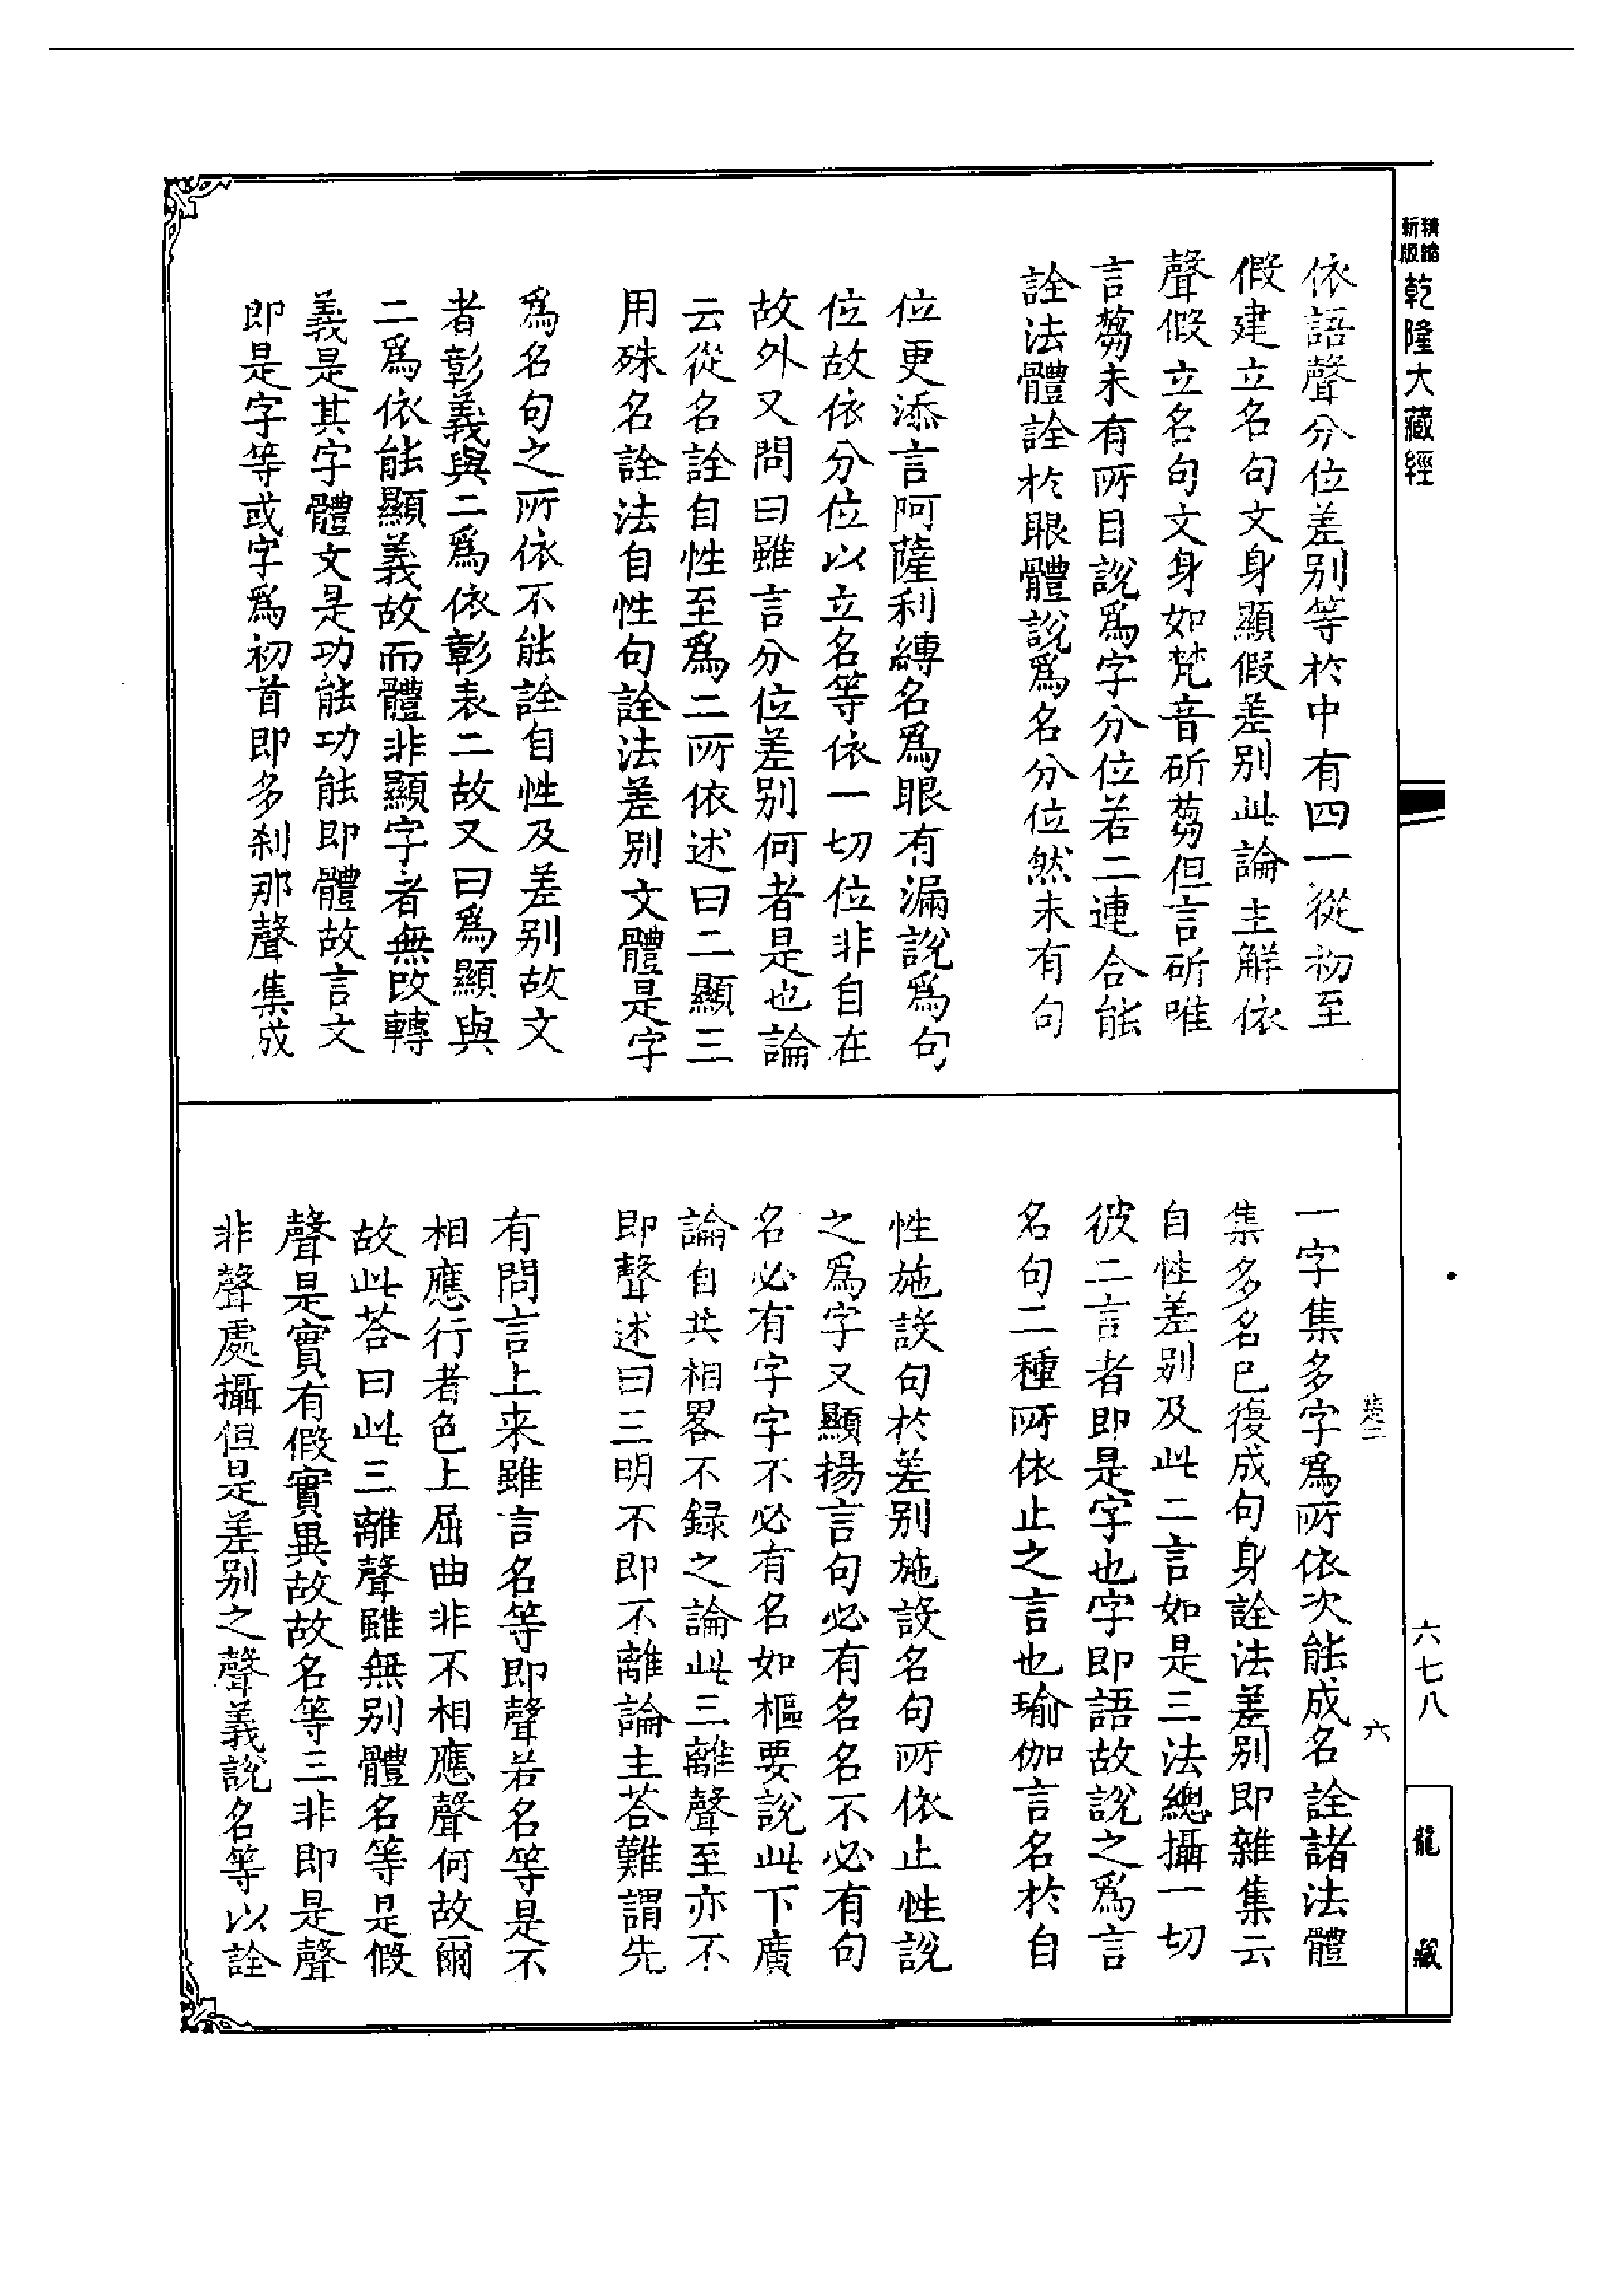 精縮新版
乾隆大藏經
依語聲分位差别等於中有四一從初至
假建立名句文身顯假差别此論主解依
聲假立名句文身如梵音斫蒭但言斫唯
言蒭未有所目說爲字分位若二連合能
詮法體詮於眼體說爲名分位然未有句
位更添言阿薩利縛名爲眼有漏說爲句
位故依分位以立名等依一切位非自在
故外又問曰雖言分位差别何者是也論
云從名詮自性至爲二所依述曰二顯三
用殊名詮法自性句詮法差别文體是字
爲名句之所依不能詮自性及差别故文
者彰義與二爲依彰表二故又曰爲顯與
二爲依能顯義故而體非顯字者無改轉
義是其字體文是功能功能即體故言文
即是字等或字爲初首即多刹那聲集成
一字集多字爲所依次能成名詮諸法體
集多名已復成句身詮法差别即雜集云
自性差别及此二言如是三法總攝一切
彼二言者即是字也字即語故說之爲言
名句二種所依止之言也瑜伽言名於自
性施設句於差别施設名句所依止性說
之爲字又顯揚言句必有名名不必有句
名必有字字不必有名如樞要說此下廣
論自共相畧不録之論此三離聲至亦不
即聲述曰三明不即不離論主荅難謂先
有問言上来雖言名等即聲若名等是不
相應行者色上屈曲非不相應聲何故爾
故此荅曰此三離聲雖無别體名等是假
聲是實有假實異故故名等三非即是聲
非聲處攝但是差别之聲義說名等以詮
六
六七八
龍藏